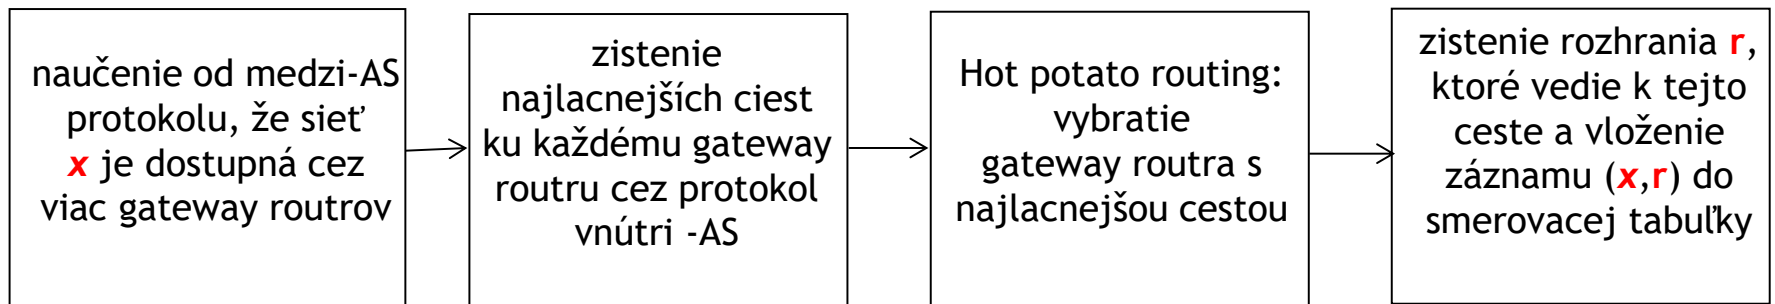 naučenie od medzi-AS
protokolu, že sieť
x je dostupná cez
viac gateway routrov
zistenie
najlacnejších ciest
ku každému gateway
routru cez protokol
vnútri -AS
Hot potato routing:
vybratie
gateway routra s
najlacnejšou cestou
zistenie rozhrania r,
ktoré vedie k tejto
ceste a vloženie
záznamu (x,r) do
smerovacej tabuľky